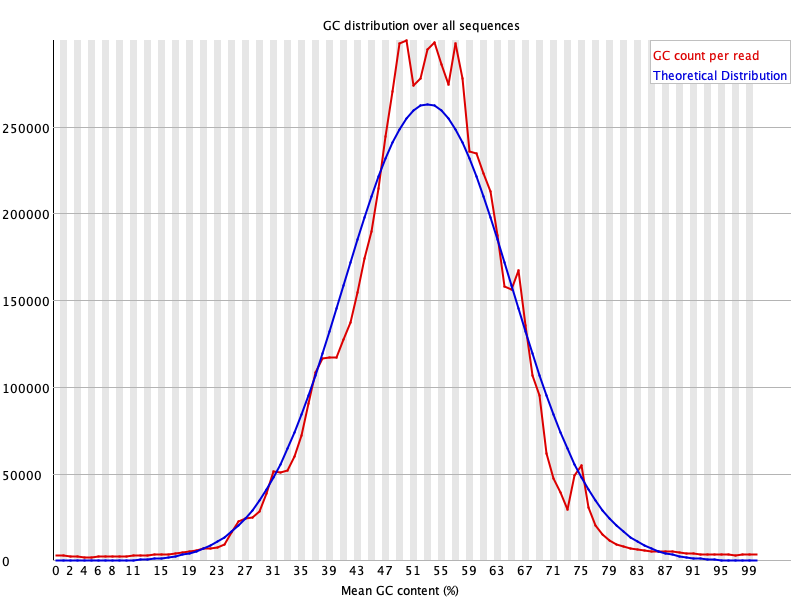 GC distribution over all sequences
GC count per read
Theoretical Distribution
250000
200000
150000
100000
50000
0
0 2 4 6 8 11 15 19 23 27 31 35 39 43 47 51 55 59 63 67 71 75 79 83 87 91 95 99
Mean GC content (%)